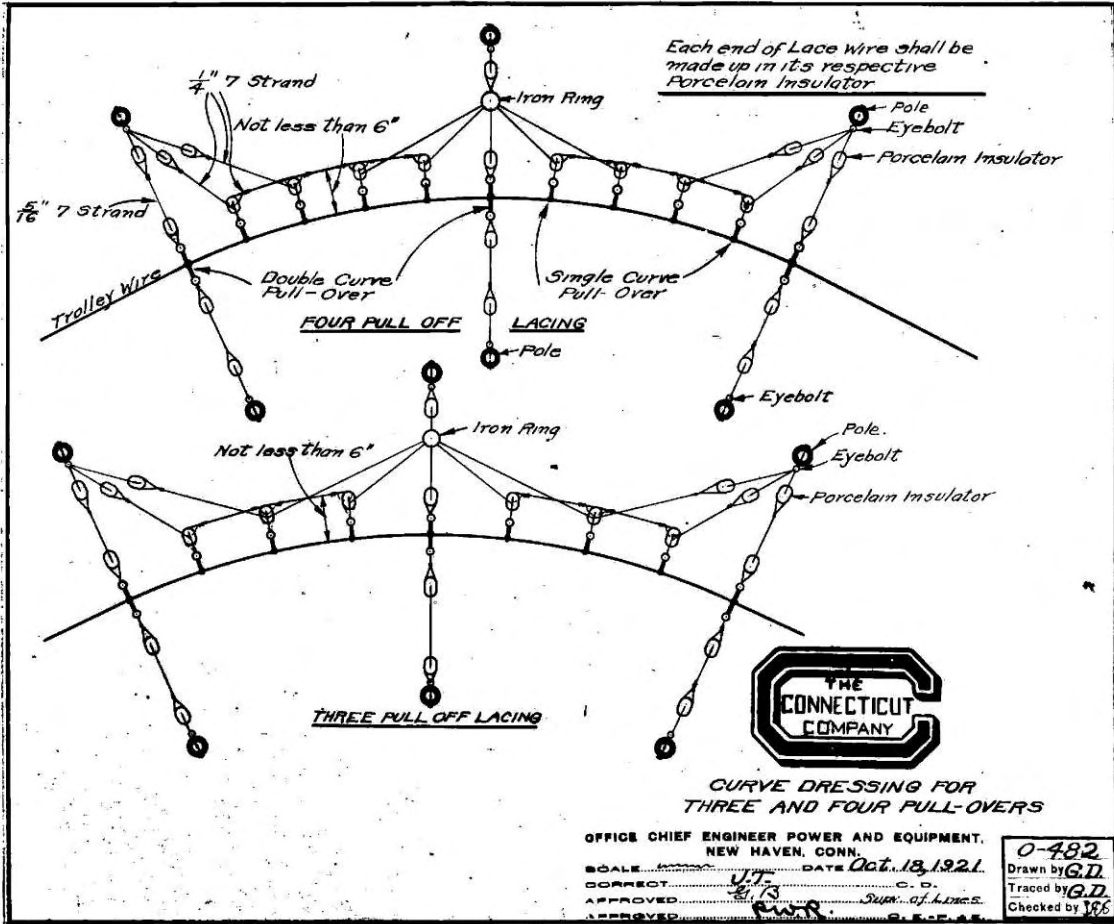 Each end of Lace Wire shall be
made up in its respective
Porcelain Insulator
1/4" 7 Strand
Iron Ring
Pole
Not less than 6"
Eyebolt
Porcelain Insulator
5/16" 7 Strand
Trolley Wire
Double Curve
Pull-Over
Single Curve
Pull-Over
FOUR PULL OFF LACING
Pole
Eyebolt
Iron Ring
Pole.
Not less than 6"
Eyebolt
Porcelain Insulator
THREE PULL OFF LACING
THE
CONNECTICUT
COMPANY
CURVE DRESSING FOR
THREE AND FOUR PULL-OVERS
OFFICE CHIEF ENGINEER POWER AND EQUIPMENT,
NEW HAVEN, CONN.
SCALE DATE Oct. 18, 1921
CORRECT U.T. C. D.
APPROVED Supr. of Lines
APPROVED
O-482
Drawn by G.D.
Traced by G.D.
Checked by